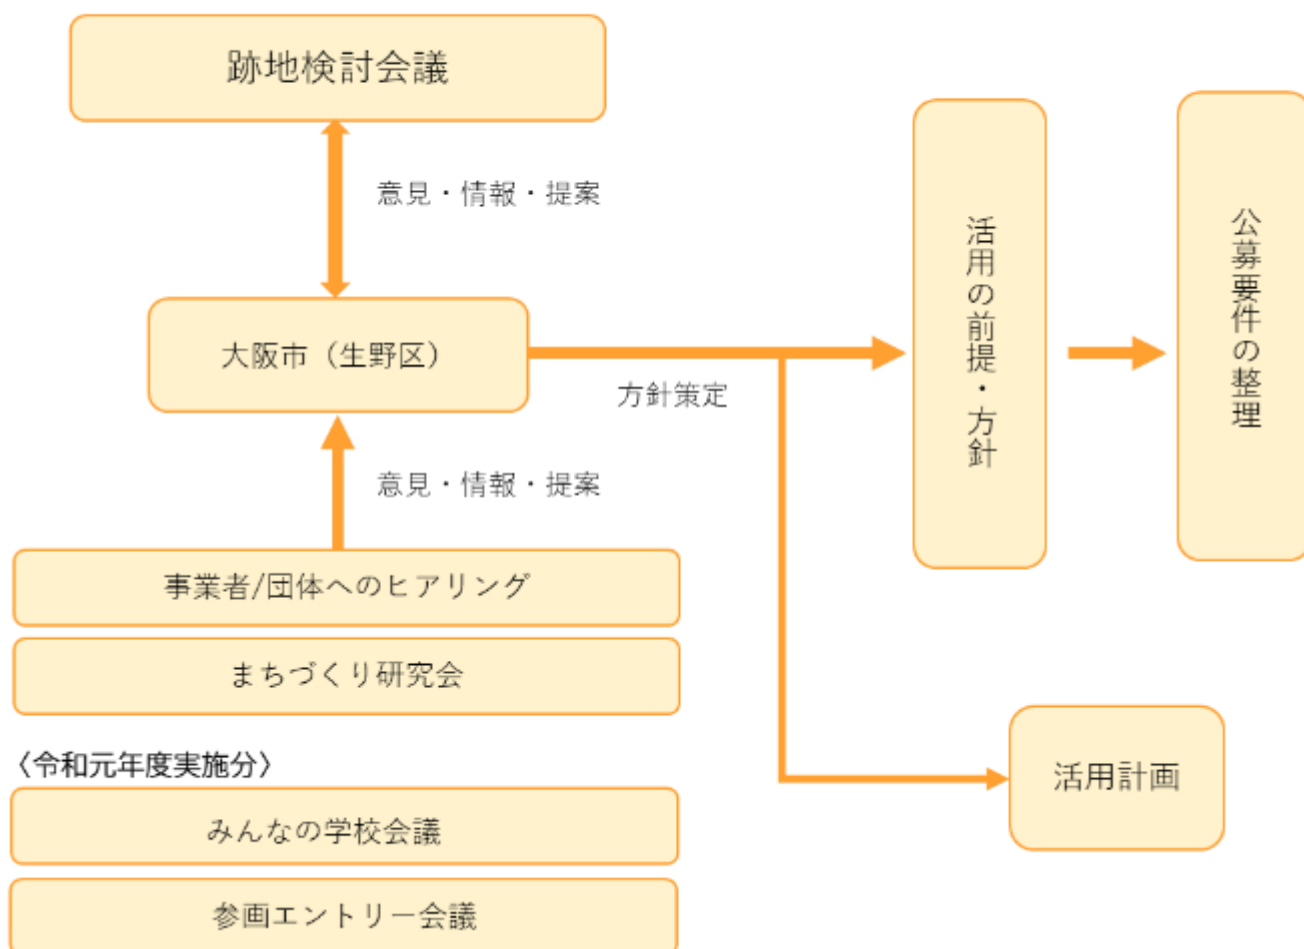 跡地検討会議
意見・情報・提案
大阪市（生野区）
方針策定
活用の前提・方針
公募要件の整理
意見・情報・提案
事業者/団体へのヒアリング
まちづくり研究会
〈令和元年度実施分〉
みんなの学校会議
参画エントリー会議
活用計画